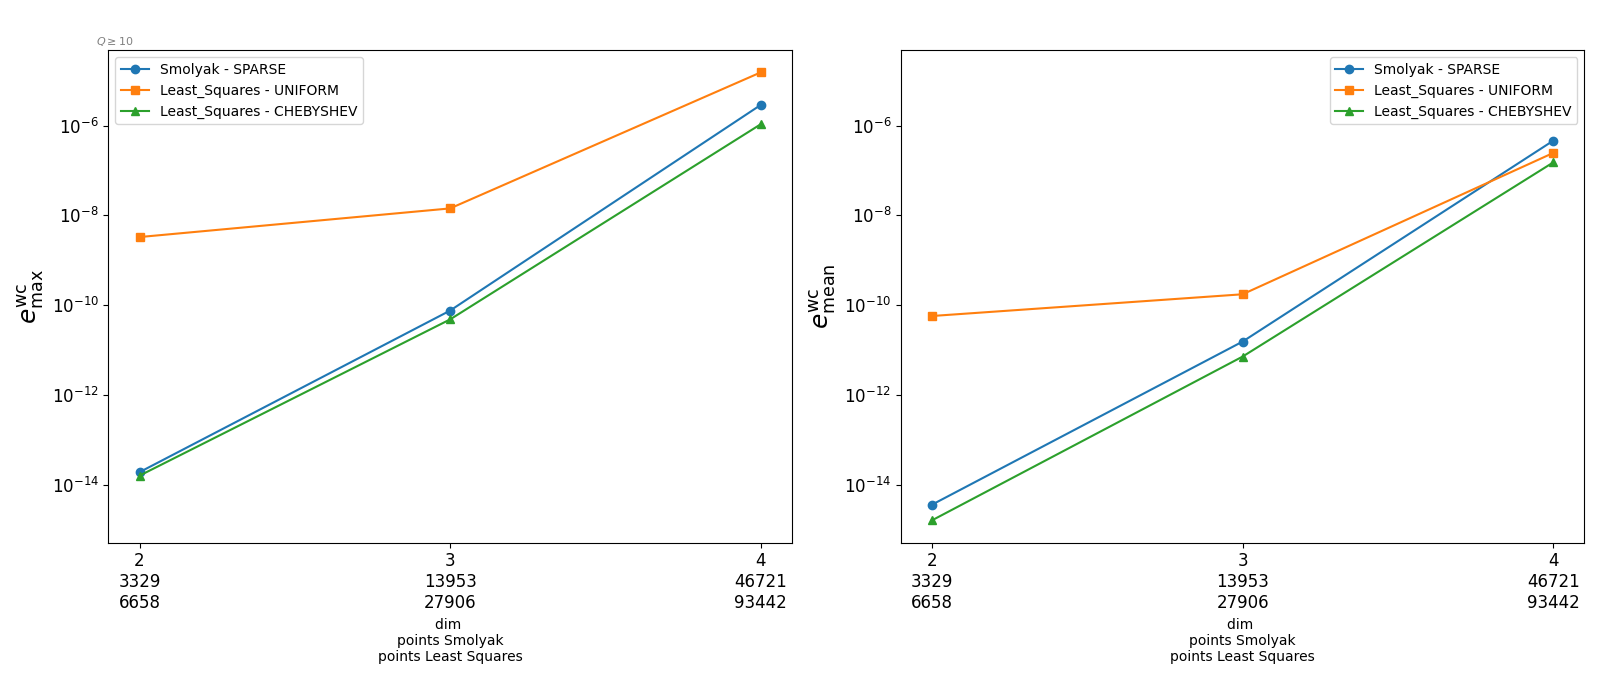 Q ≥ 10
Smolyak - SPARSE
Least_Squares - UNIFORM
Least_Squares - CHEBYSHEV
10⁻⁶
10⁻⁸
10⁻¹⁰
10⁻¹²
10⁻¹⁴
e^wc_max
2 3 4
3329 13953 46721
6658 27906 93442
dim
points Smolyak
points Least Squares
Smolyak - SPARSE
Least_Squares - UNIFORM
Least_Squares - CHEBYSHEV
10⁻⁶
10⁻⁸
10⁻¹⁰
10⁻¹²
10⁻¹⁴
e^wc_mean
2 3 4
3329 13953 46721
6658 27906 93442
dim
points Smolyak
points Least Squares